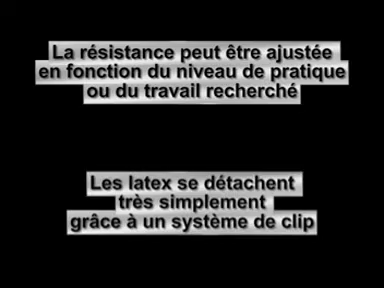 La résistance peut être ajustée
en fonction du niveau de pratique
ou du travail recherché
Les latex se détachent
très simplement
grâce à un système de clip